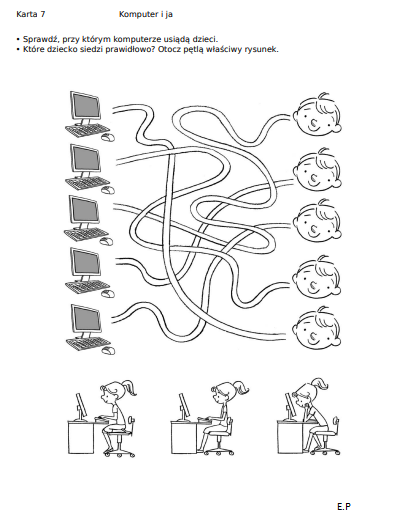 Karta 7 Komputer i ja
• Sprawdź, przy którym komputerze usiądą dzieci.
• Które dziecko siedzi prawidłowo? Otocz pętlą właściwy rysunek.
E.P